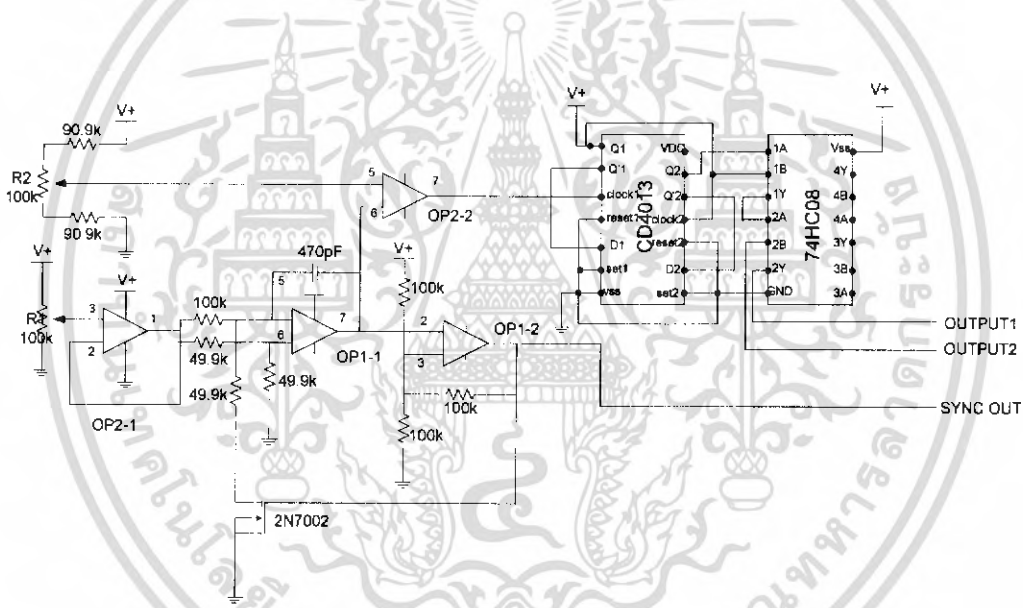 V+
90.9k
R2
100k
90.9k
V+
R1
100k
V+
3
2
1
OP2-1
100k
49.9k
49.9k
49.9k
470pF
5
6
7
OP1-1
5
6
7
OP2-2
V+
100k
2
3
OP1-2
100k
100k
2N7002
V+
Q1
Q'1
clock1
reset1
D1
set1
vss
CD4013
VDD
Q2
Q'2
clock2
reset2
D2
set2
V+
1A
1B
1Y
2A
2B
2Y
GND
74HC08
Vss
4Y
4B
4A
3Y
3B
3A
OUTPUT1
OUTPUT2
SYNC OUT